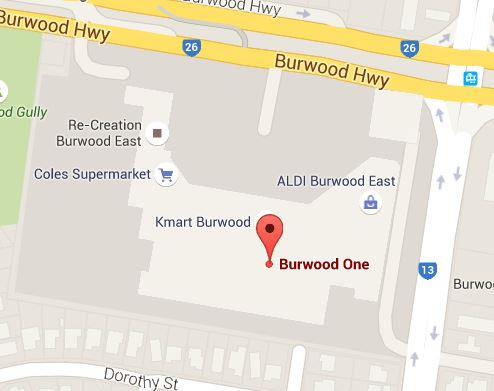 Burwood Hwy
Burwood Hwy
26
26
Burwood Hwy
od Gully
Re-Creation
Burwood East
Coles Supermarket
ALDI Burwood East
Kmart Burwood
Burwood One
13
Burwo
Dorothy St